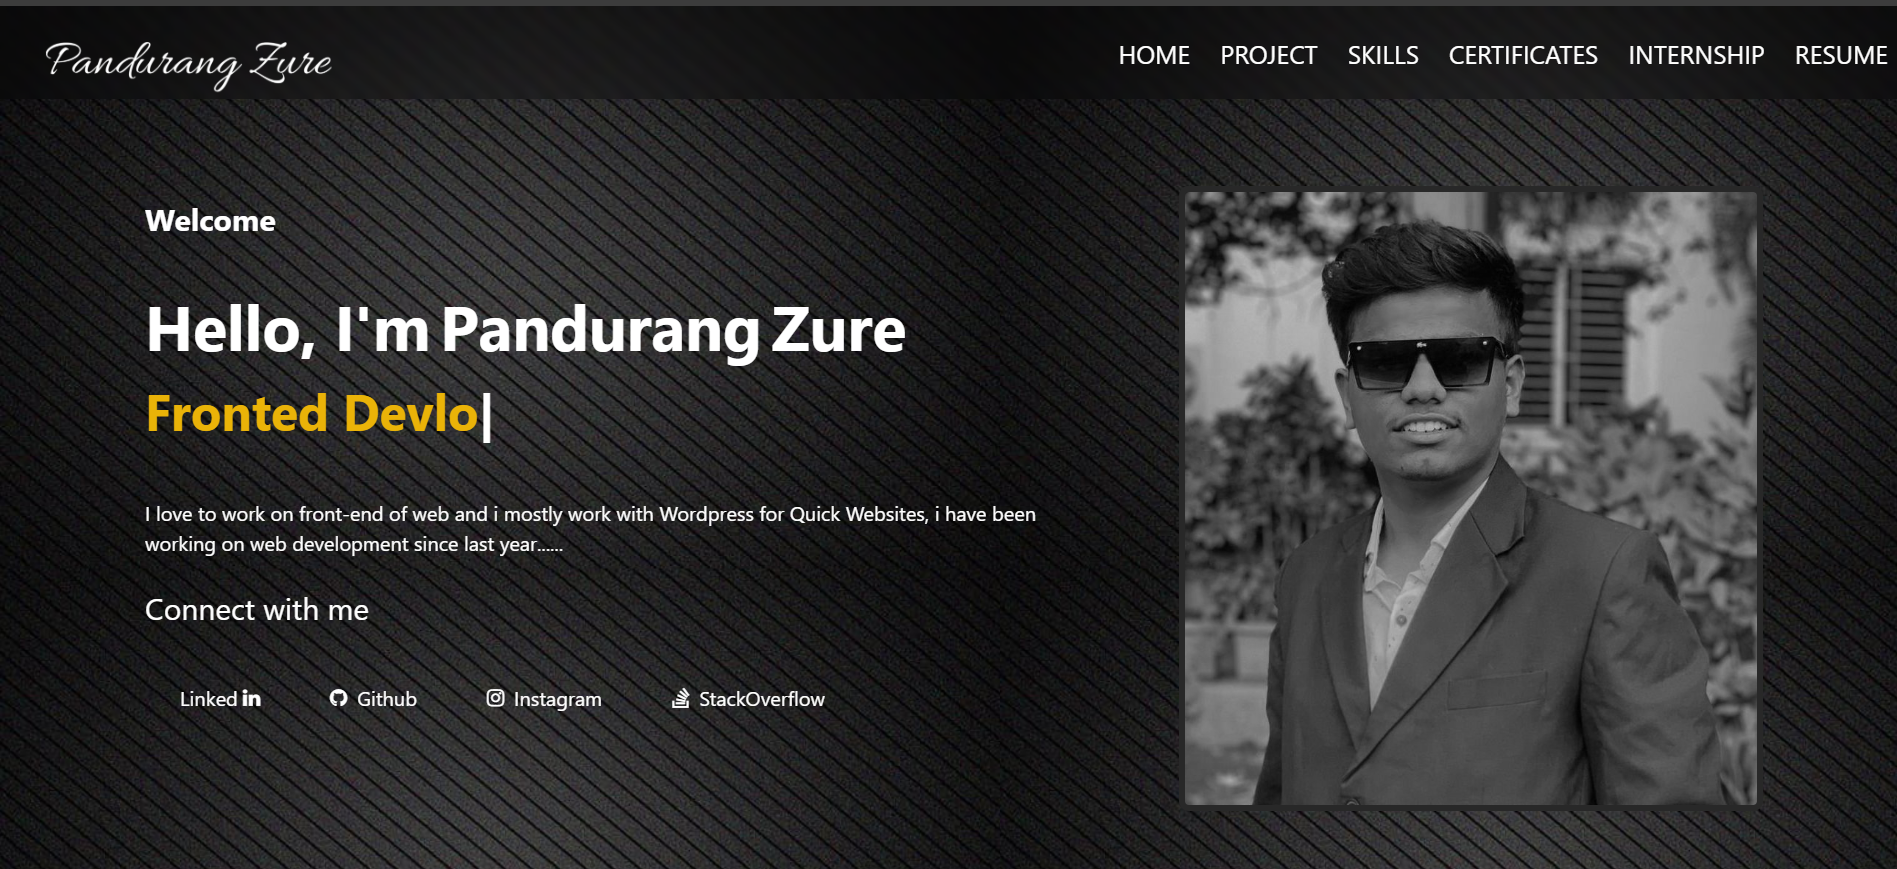 Pandurang Zure
HOME PROJECT SKILLS CERTIFICATES INTERNSHIP RESUME
Welcome
Hello, I'm Pandurang Zure
Fronted Devlo|
I love to work on front-end of web and i mostly work with Wordpress for Quick Websites, i have been
working on web development since last year......
Connect with me
Linked in Github Instagram StackOverflow